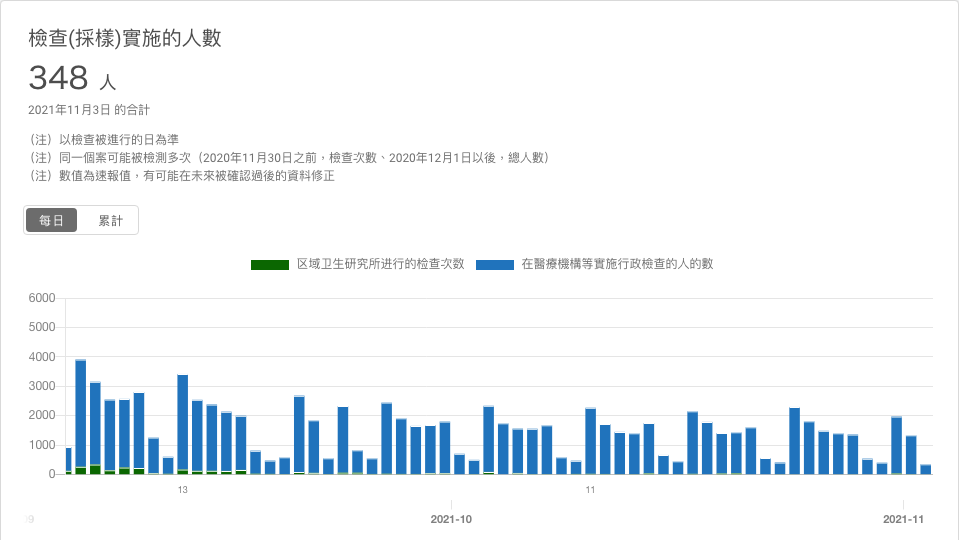 檢查(採樣)實施的人數
348 人
2021年11月3日 的合計
（注）以檢查被進行的日為準
（注）同一個案可能被檢測多次（2020年11月30日之前，檢查次數、2020年12月1日以後，總人數）
（注）數值為速報值，有可能在未來被確認過後的資料修正
每日 累計
区域卫生研究所进行的检查次数 在醫療機構等實施行政檢查的人的數
6000
5000
4000
3000
2000
1000
0
13 11
9 2021-10 2021-11